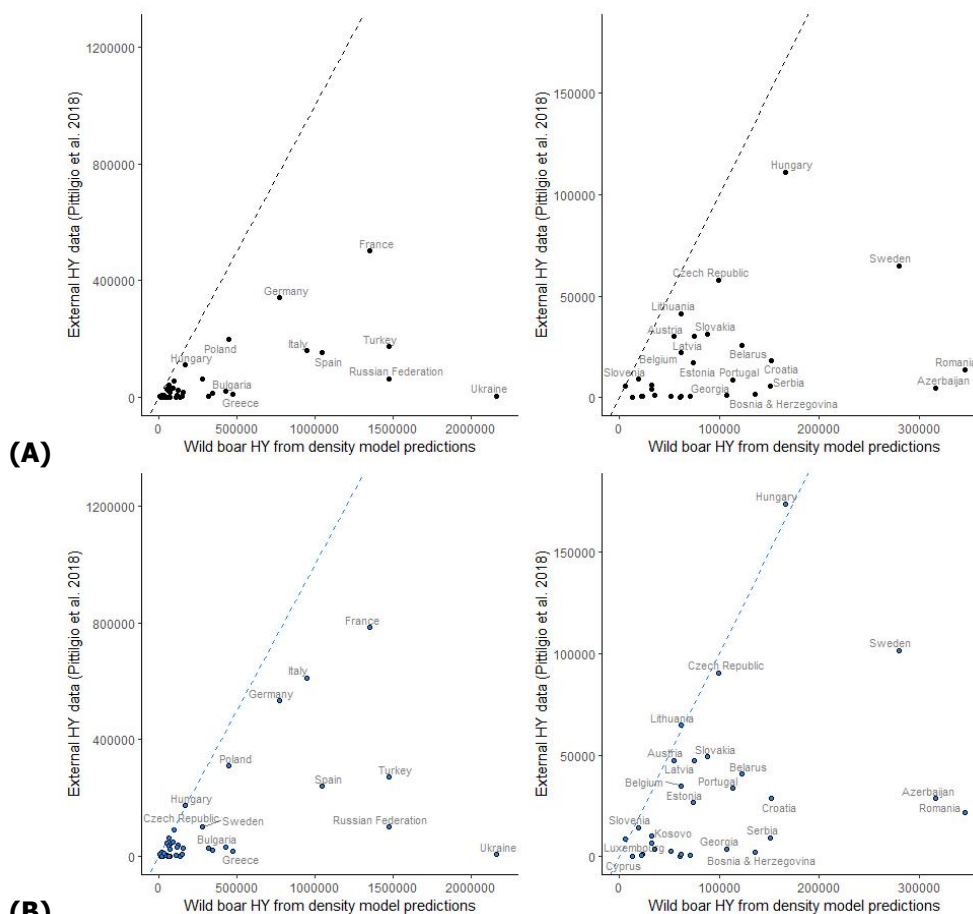 1200000
800000
400000
0
External HY data (Pittilgio et al. 2018)
France
Germany
Poland
Italy
Spain
Turkey
Hungary
Russian Federation
Bulgaria
Greece
Ukraine
0
500000
1000000
1500000
2000000
Wild boar HY from density model predictions
150000
100000
50000
0
External HY data (Pittilgio et al. 2018)
Hungary
Sweden
Czech Republic
Lithuania
Austria
Slovakia
Latvia
Belarus
Belgium
Croatia
Slovenia
Estonia
Portugal
Romania
Serbia
Azerbaijan
Georgia
Bosnia & Herzegovina
0
100000
200000
300000
Wild boar HY from density model predictions
(A)
1200000
800000
400000
0
External HY data (Pittilgio et al. 2018)
France
Italy
Germany
Poland
Turkey
Spain
Hungary
Czech Republic
Sweden
Russian Federation
Bulgaria
Greece
Ukraine
0
500000
1000000
1500000
2000000
Wild boar HY from density model predictions
150000
100000
50000
0
External HY data (Pittilgio et al. 2018)
Hungary
Sweden
Czech Republic
Lithuania
Austria
Slovakia
Latvia
Belarus
Belgium
Portugal
Estonia
Croatia
Azerbaijan
Romania
Slovenia
Kosovo
Serbia
Luxembourg
Georgia
Bosnia & Herzegovina
Cyprus
0
100000
200000
300000
Wild boar HY from density model predictions
(B)